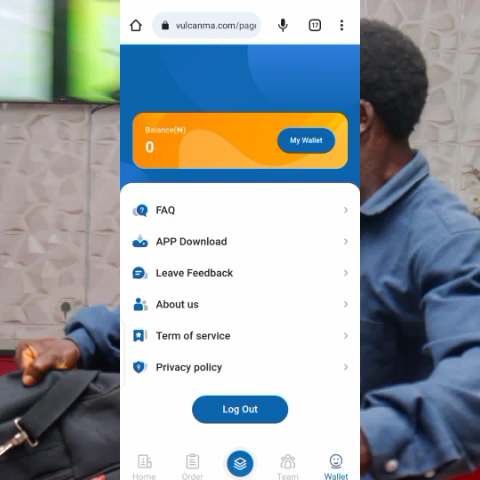 vulcanma.com/page
17
Balance(₦)
0
My Wallet
FAQ
APP Download
Leave Feedback
About us
Term of service
Privacy policy
Log Out
Home
Order
Team
Wallet